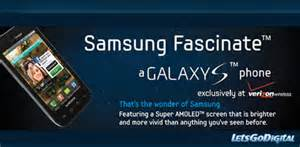 Samsung Fascinate™
a GALAXY S™ phone
exclusively at verizon wireless
That's the wonder of Samsung
Featuring a Super AMOLED™ screen that is brighter
and more vivid than anything you've seen before.
LETSGODIGITAL